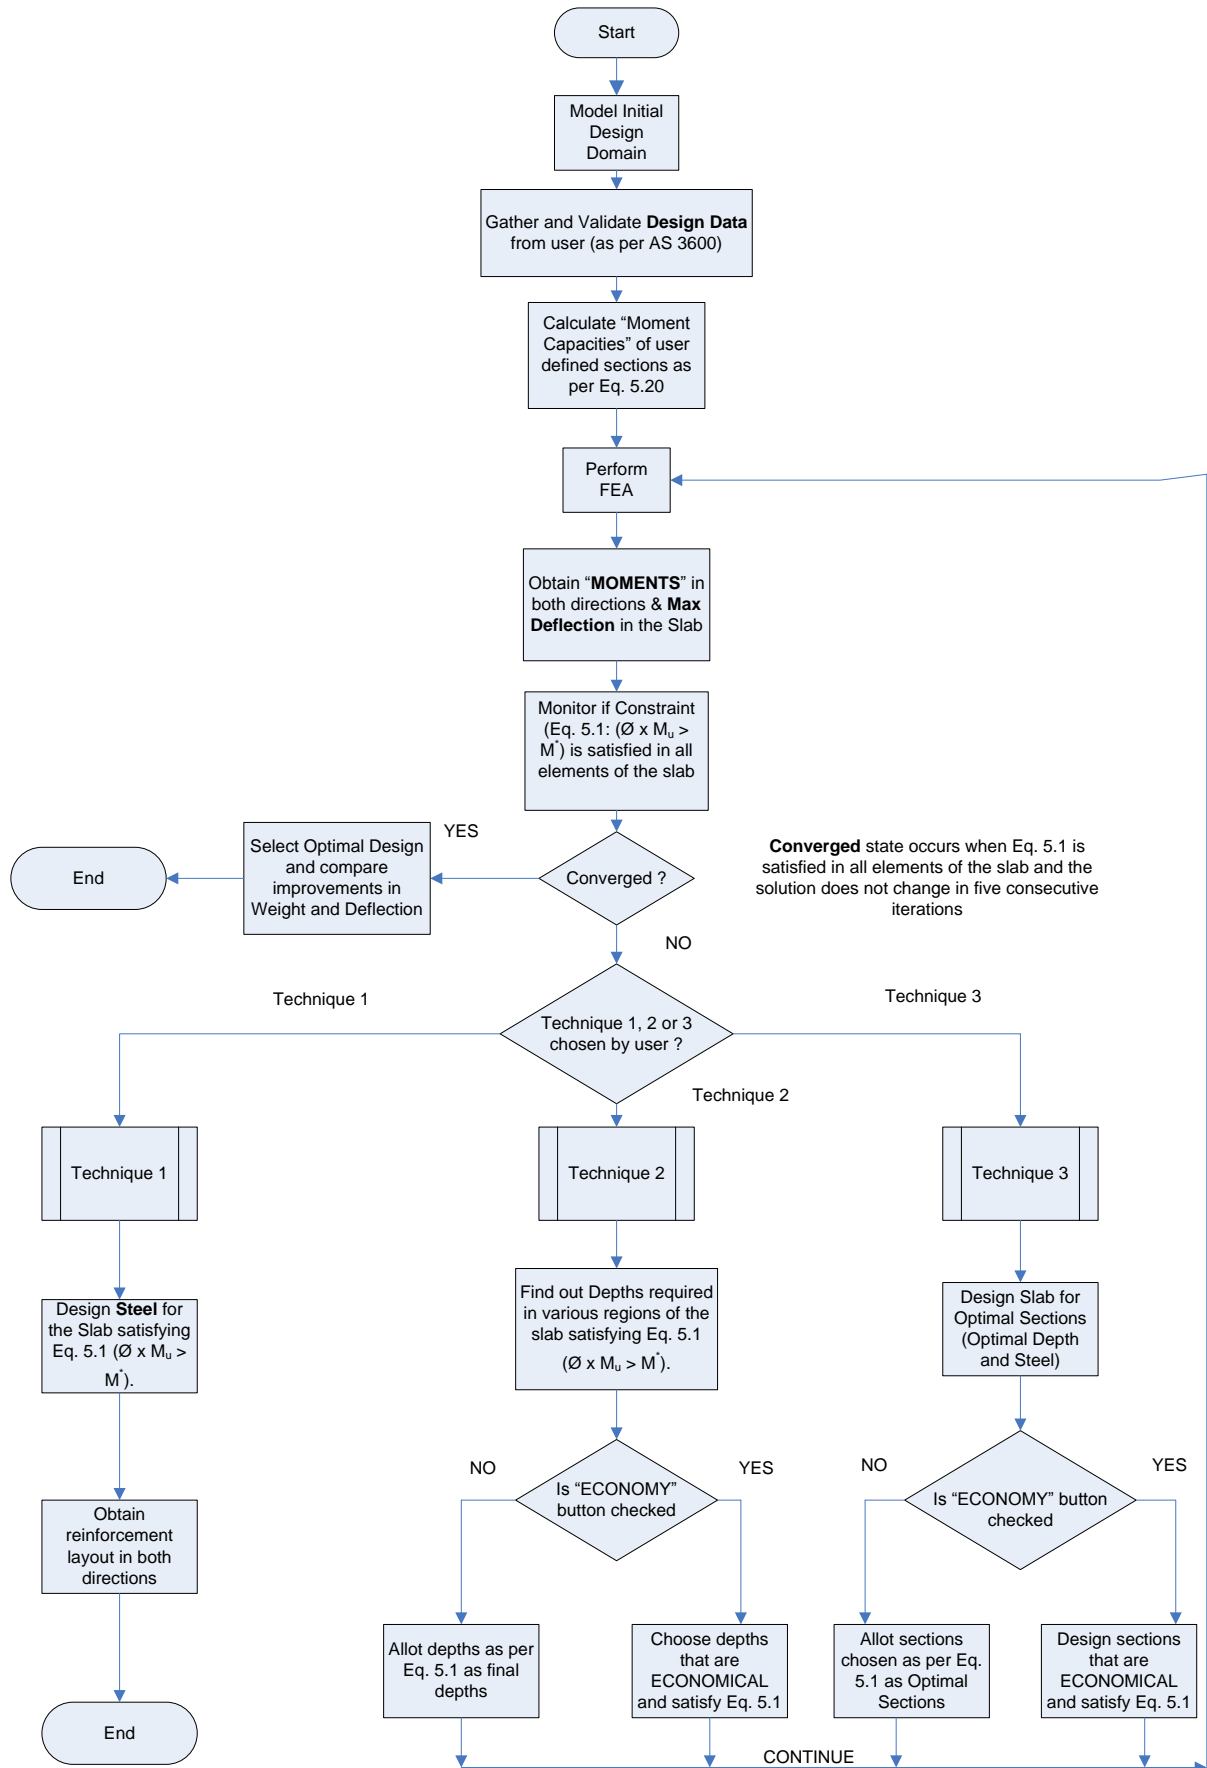 Start
Model Initial
Design
Domain
Gather and Validate Design Data
from user (as per AS 3600)
Calculate “Moment
Capacities” of user
defined sections as
per Eq. 5.20
Perform
FEA
Obtain “MOMENTS” in
both directions & Max
Deflection in the Slab
Monitor if Constraint
(Eq. 5.1: (Ø x Mu >
M*) is satisfied in all
elements of the slab
YES
Select Optimal Design
and compare
improvements in
Weight and Deflection
End
Converged ?
Converged state occurs when Eq. 5.1 is
satisfied in all elements of the slab and the
solution does not change in five consecutive
iterations
NO
Technique 1
Technique 3
Technique 1, 2 or 3
chosen by user ?
Technique 2
Technique 1
Technique 2
Technique 3
Design Steel for
the Slab satisfying
Eq. 5.1 (Ø x Mu >
M*).
Find out Depths required
in various regions of the
slab satisfying Eq. 5.1
(Ø x Mu > M*).
Design Slab for
Optimal Sections
(Optimal Depth
and Steel)
NO
YES
Is “ECONOMY”
button checked
NO
YES
Is “ECONOMY” button
checked
Obtain
reinforcement
layout in both
directions
Allot depths as per
Eq. 5.1 as final
depths
Choose depths
that are
ECONOMICAL
and satisfy Eq. 5.1
Allot sections
chosen as per Eq.
5.1 as Optimal
Sections
Design sections
that are
ECONOMICAL
and satisfy Eq. 5.1
End
CONTINUE